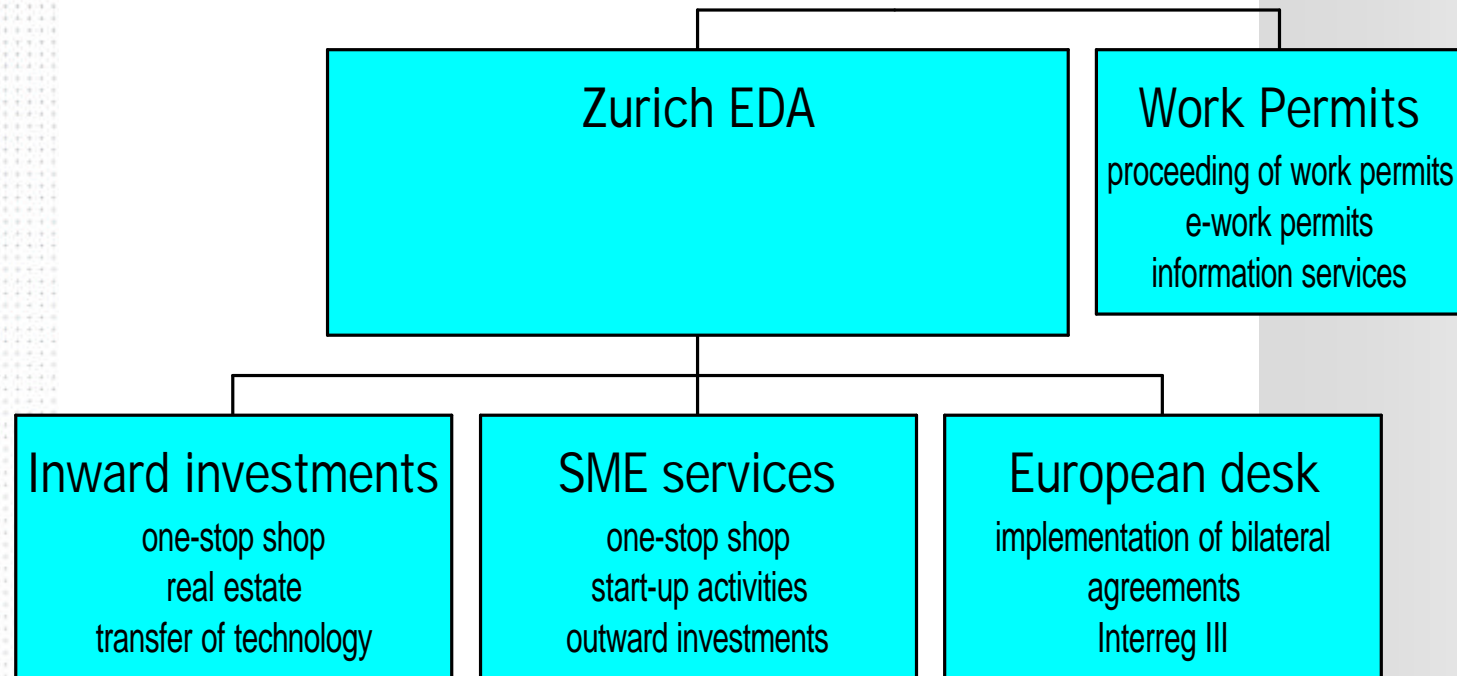 Zurich EDA
Work Permits
proceeding of work permits
e-work permits
information services
Inward investments
one-stop shop
real estate
transfer of technology
SME services
one-stop shop
start-up activities
outward investments
European desk
implementation of bilateral
agreements
Interreg III